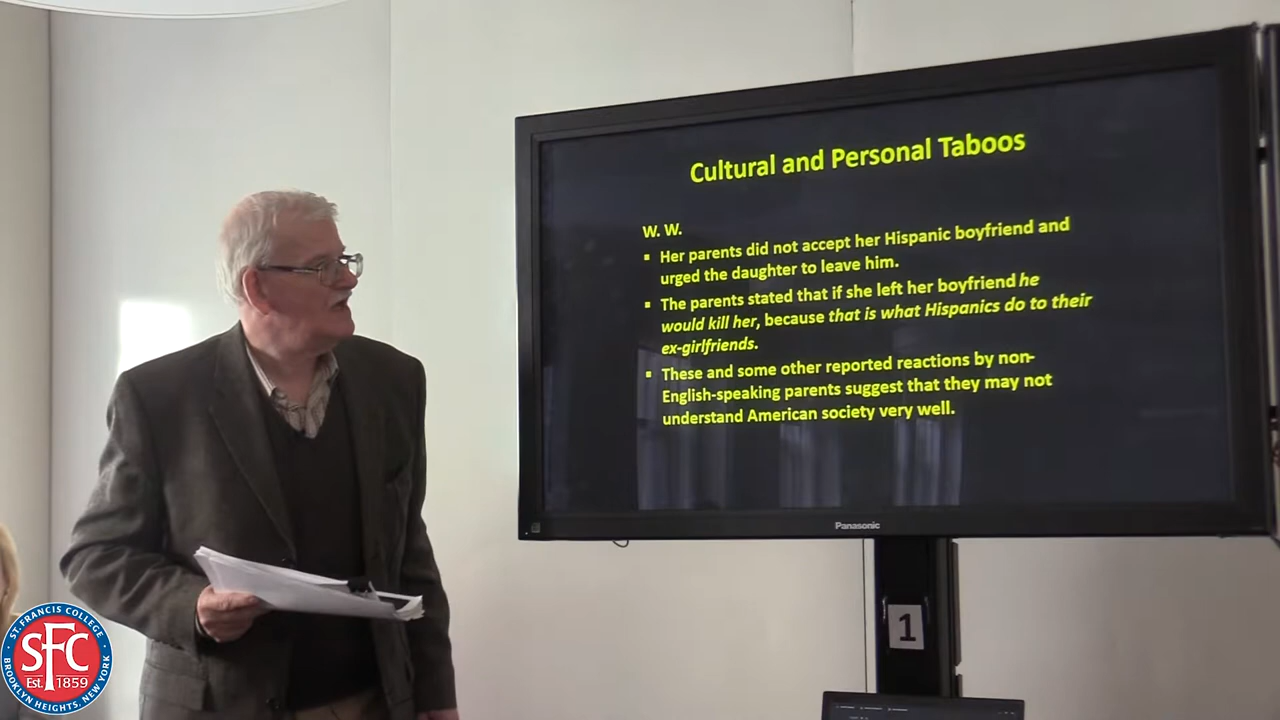 Cultural and Personal Taboos
W. W.
▪ Her parents did not accept her Hispanic boyfriend and
urged the daughter to leave him.
▪ The parents stated that if she left her boyfriend he
would kill her, because that is what Hispanics do to their
ex-girlfriends.
▪ These and some other reported reactions by non-
English-speaking parents suggest that they may not
understand American society very well.
Panasonic
1
ST. FRANCIS COLLEGE
SFC
Est. 1859
BROOKLYN HEIGHTS, NEW YORK